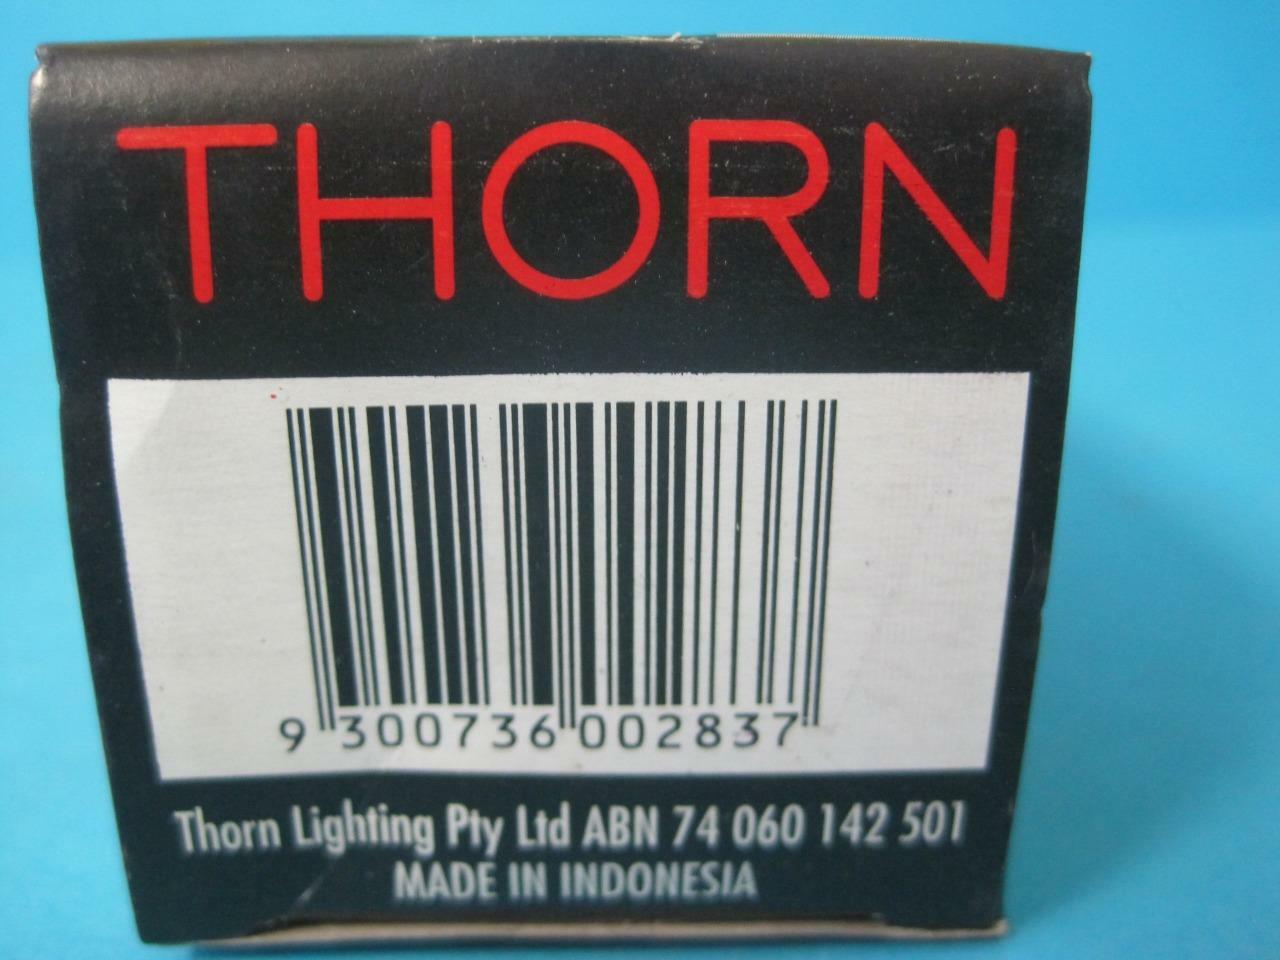 THORN
9 300736 002837
Thorn Lighting Pty Ltd ABN 74 060 142 501
MADE IN INDONESIA